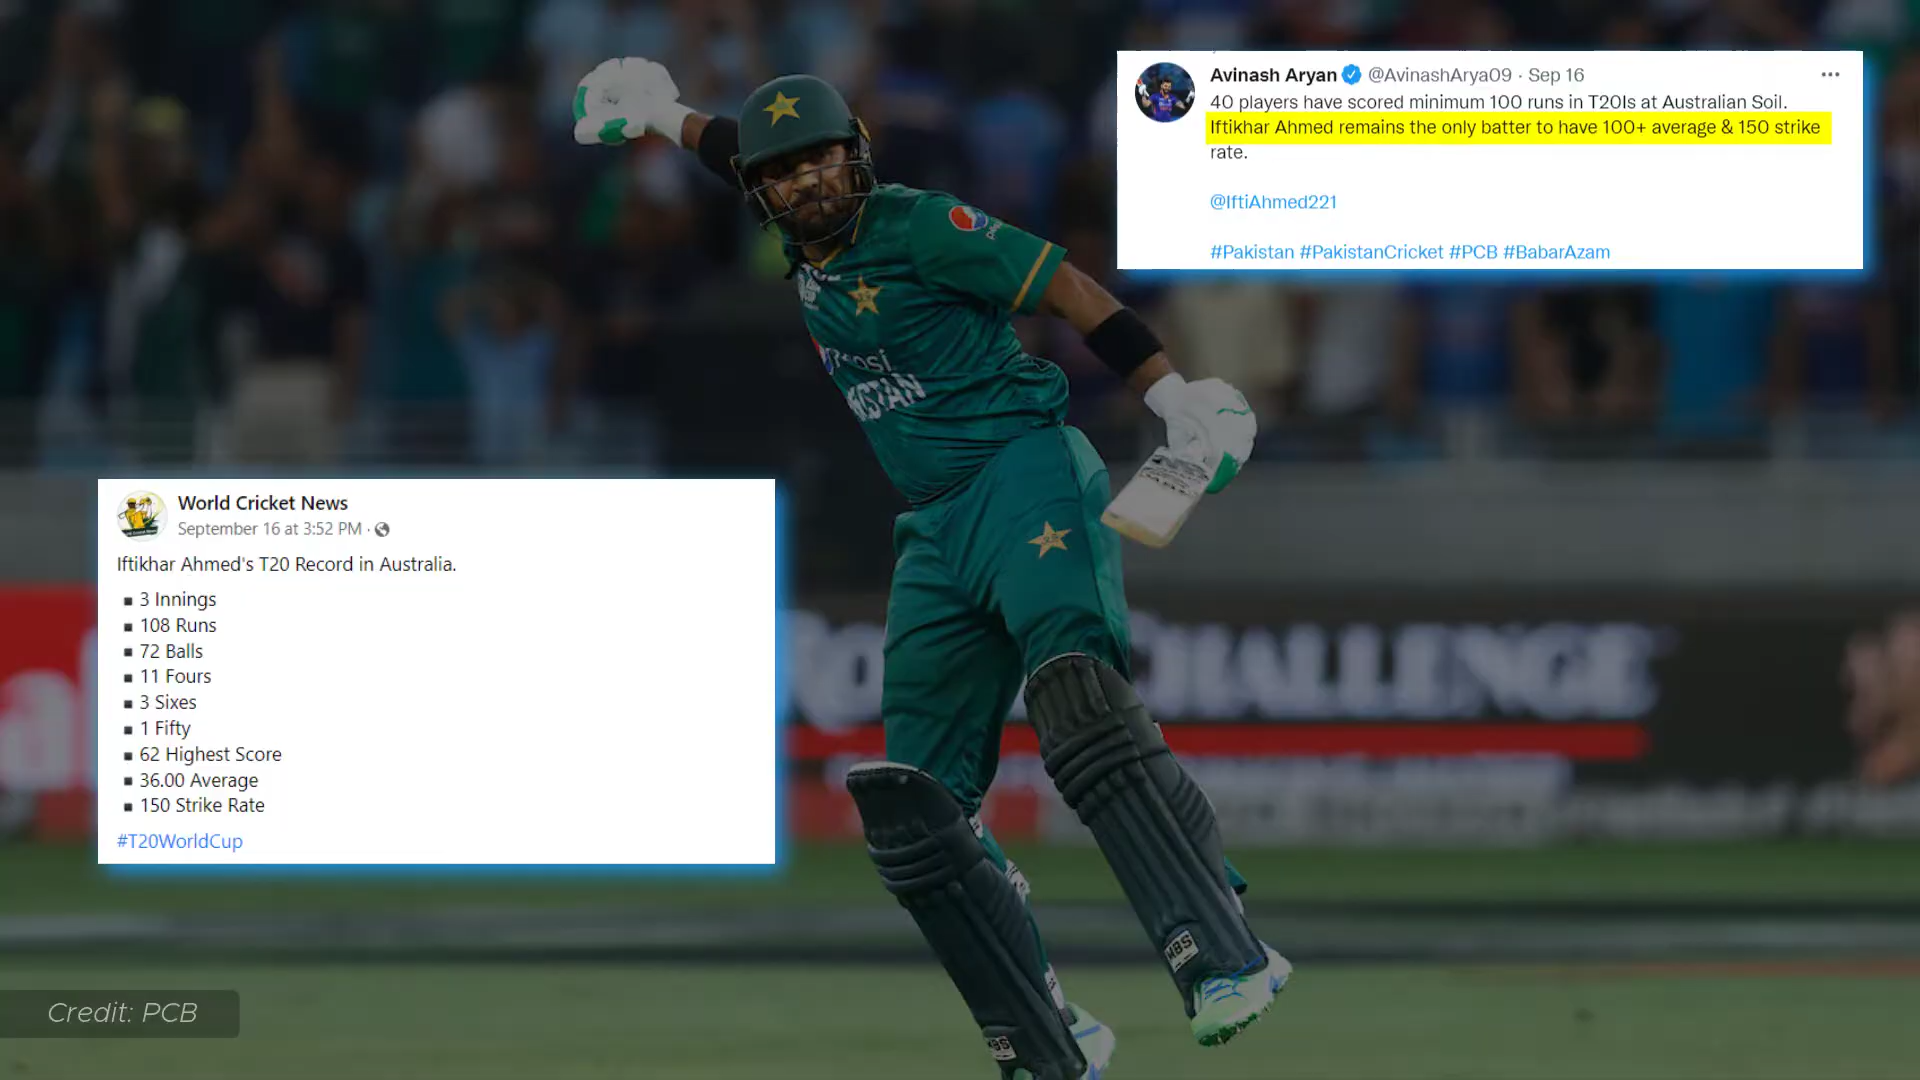 Avinash Aryan @AvinashArya09 · Sep 16
40 players have scored minimum 100 runs in T20Is at Australian Soil.
Iftikhar Ahmed remains the only batter to have 100+ average & 150 strike
rate.
@IftiAhmed221
#Pakistan #PakistanCricket #PCB #BabarAzam
World Cricket News
September 16 at 3:52 PM ·
Iftikhar Ahmed's T20 Record in Australia.
▪ 3 Innings
▪ 108 Runs
▪ 72 Balls
▪ 11 Fours
▪ 3 Sixes
▪ 1 Fifty
▪ 62 Highest Score
▪ 36.00 Average
▪ 150 Strike Rate
#T20WorldCup
CHALLENGE
MBS
MBS
Credit: PCB